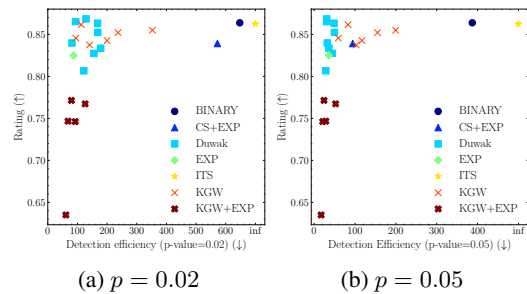 Rating (↑)
0.85
0.80
0.75
0.70
0.65
BINARY
CS+EXP
Duwak
EXP
ITS
KGW
KGW+EXP
0 100 200 300 400 500 600 inf
Detection efficiency (p-value=0.02) (↓)
(a) p = 0.02
Rating (↑)
0.85
0.80
0.75
0.70
0.65
BINARY
CS+EXP
Duwak
EXP
ITS
KGW
KGW+EXP
0 100 200 300 400 inf
Detection Efficiency (p-value=0.05) (↓)
(b) p = 0.05